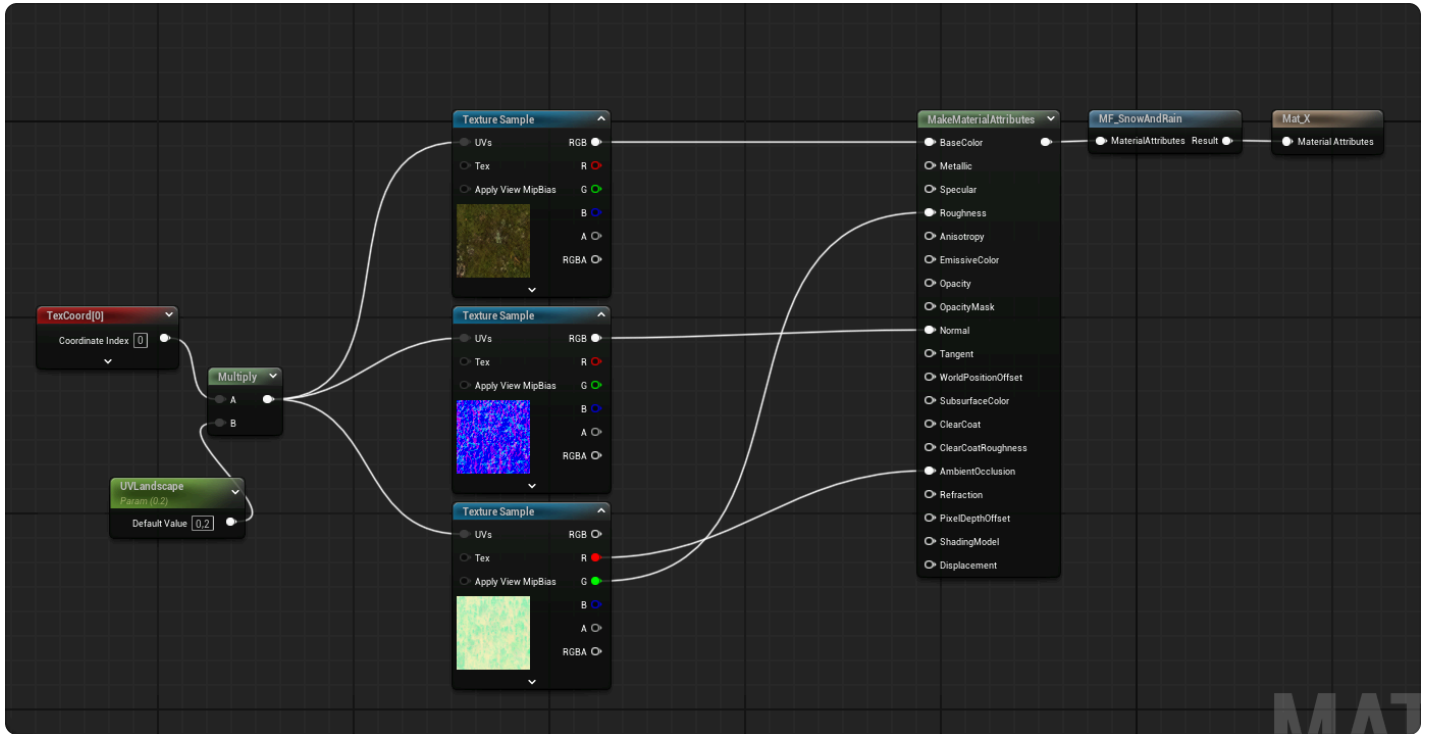 TexCoord[0]
Coordinate Index 0
Multiply
A
B
UVLandscape
Param (0.2)
Default Value 0,2
Texture Sample
UVs RGB
Tex R
Apply View MipBias G
B
A
RGBA
Texture Sample
UVs RGB
Tex R
Apply View MipBias G
B
A
RGBA
Texture Sample
UVs RGB
Tex R
Apply View MipBias G
B
A
RGBA
MakeMaterialAttributes
BaseColor
Metallic
Specular
Roughness
Anisotropy
EmissiveColor
Opacity
OpacityMask
Normal
Tangent
WorldPositionOffset
SubsurfaceColor
ClearCoat
ClearCoatRoughness
AmbientOcclusion
Refraction
PixelDepthOffset
ShadingModel
Displacement
MF_SnowAndRain
MaterialAttributes Result
Mat_X
Material Attributes
MAT